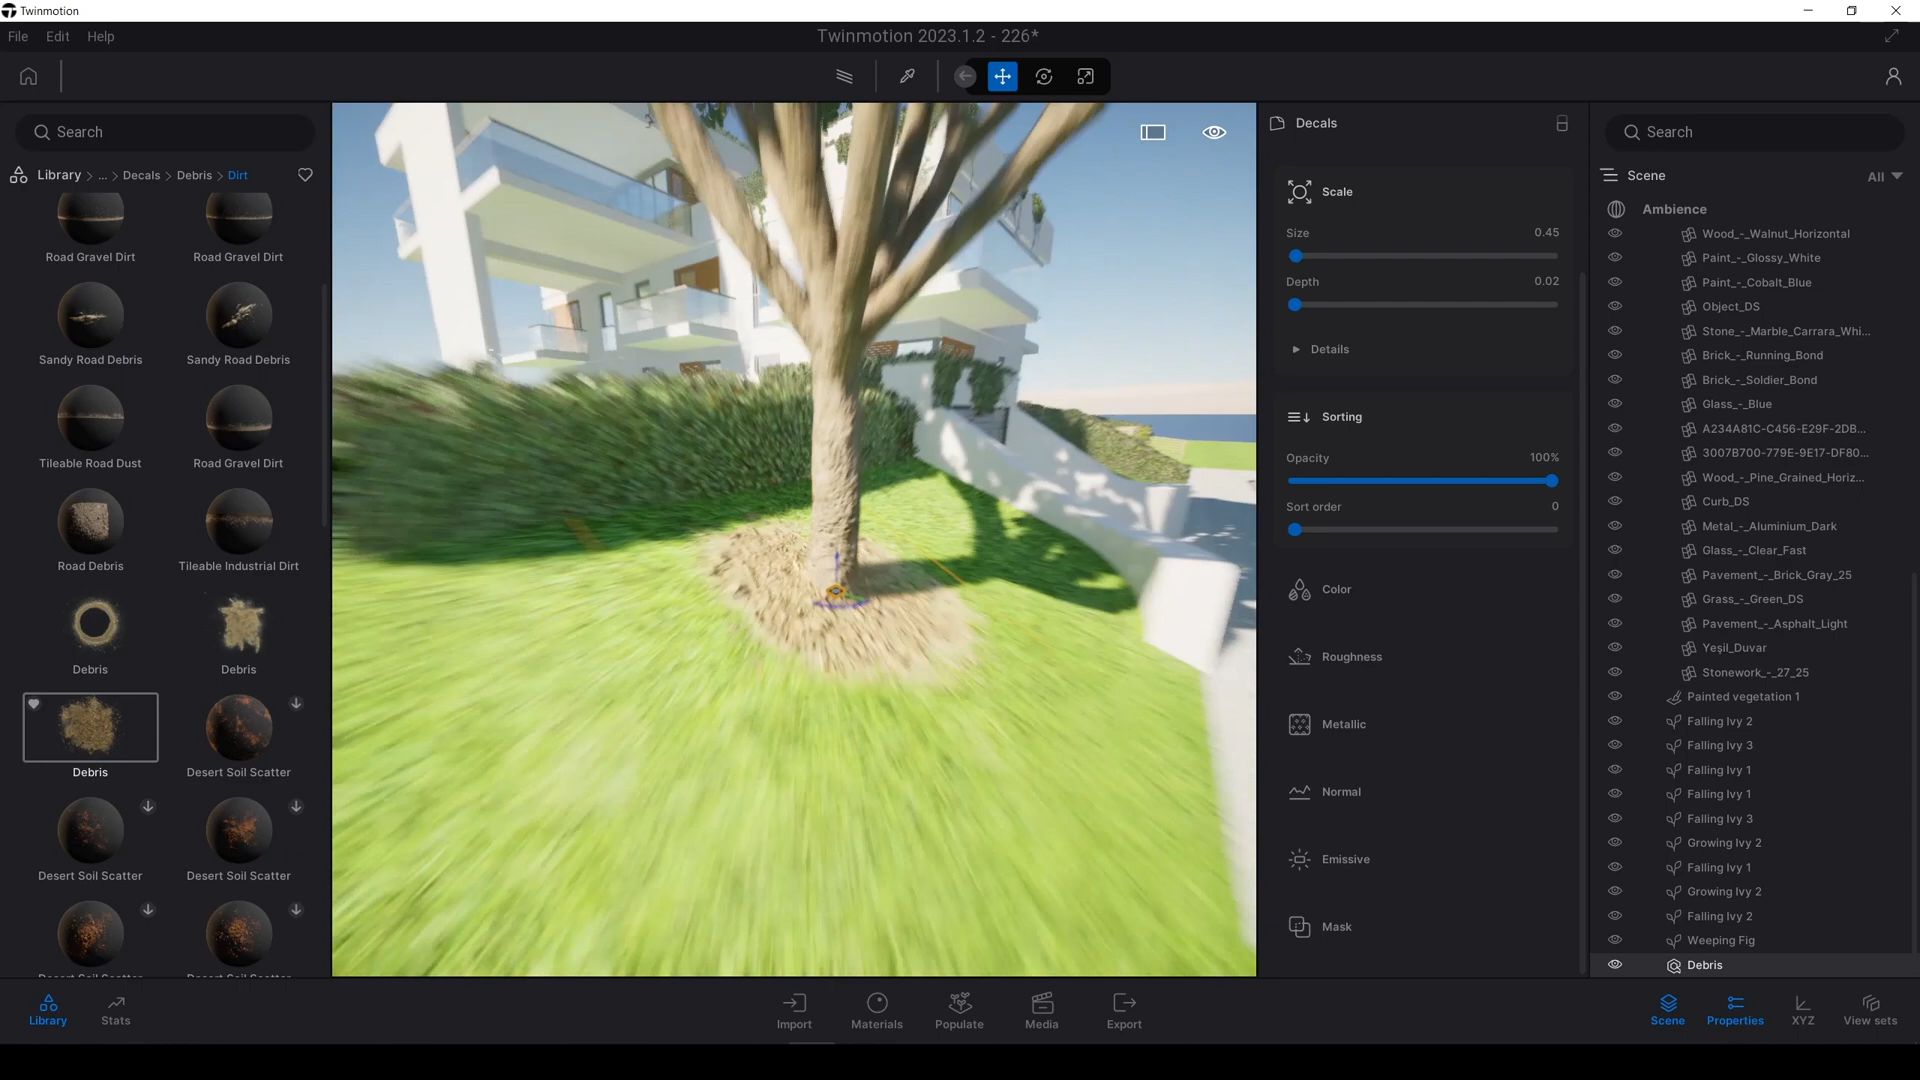 Twinmotion
File Edit Help
Twinmotion 2023.1.2 - 226*
Search
Library > ... > Decals > Debris > Dirt
Road Gravel Dirt
Road Gravel Dirt
Sandy Road Debris
Sandy Road Debris
Tileable Road Dust
Road Gravel Dirt
Road Debris
Tileable Industrial Dirt
Debris
Debris
Debris
Desert Soil Scatter
Desert Soil Scatter
Desert Soil Scatter
Desert Soil Scatter
Desert Soil Scatter
Decals
Scale
Size 0.45
Depth 0.02
Details
Sorting
Opacity 100%
Sort order 0
Color
Roughness
Metallic
Normal
Emissive
Mask
Search
Scene All
Ambience
Wood_-_Walnut_Horizontal
Paint_-_Glossy_White
Paint_-_Cobalt_Blue
Object_DS
Stone_-_Marble_Carrara_Whi...
Brick_-_Running_Bond
Brick_-_Soldier_Bond
Glass_-_Blue
A234A81C-C456-E29F-2DB...
3007B700-779E-9E17-DF80...
Wood_-_Pine_Grained_Horiz...
Curb_DS
Metal_-_Aluminium_Dark
Glass_-_Clear_Fast
Pavement_-_Brick_Gray_25
Grass_-_Green_DS
Pavement_-_Asphalt_Light
Yeşil_Duvar
Stonework_-_27_25
Painted vegetation 1
Falling Ivy 2
Falling Ivy 3
Falling Ivy 1
Falling Ivy 1
Falling Ivy 3
Growing Ivy 2
Falling Ivy 1
Growing Ivy 2
Falling Ivy 2
Weeping Fig
Debris
Library Stats Import Materials Populate Media Export Scene Properties XYZ View sets